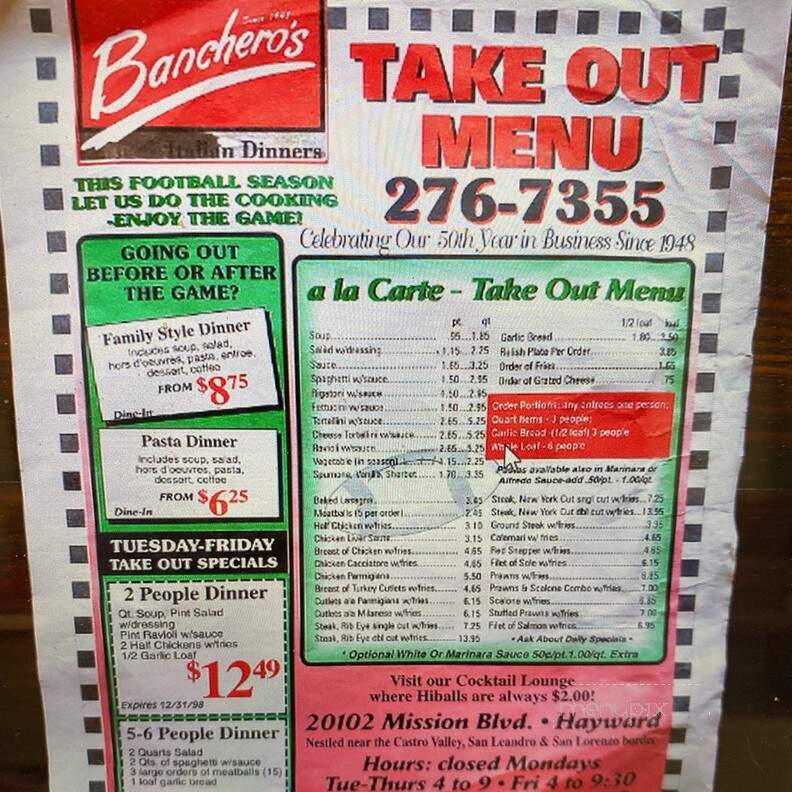 Since 1948
Banchero's
Italian Dinners
TAKE OUT
MENU
276-7355
THIS FOOTBALL SEASON
LET US DO THE COOKING
-ENJOY THE GAME!
Celebrating Our 50th Year in Business Since 1948
GOING OUT
BEFORE OR AFTER
THE GAME?
Family Style Dinner
Includes soup, salad,
hors d'oeuvres, pasta, entree,
dessert, coffee
FROM $8.75
Dine-In
Pasta Dinner
Includes soup, salad,
hors d'oeuvres, pasta,
dessert, coffee
FROM $6.25
Dine-In
TUESDAY-FRIDAY
TAKE OUT SPECIALS
2 People Dinner
Qt. Soup, Pint Salad
w/dressing
Pint Ravioli w/sauce
2 Half Chickens w/fries
1/2 Garlic Loaf
$12.49
Expires 12/31/98
5-6 People Dinner
2 Quarts Salad
2 Qts. of spaghetti w/sauce
3 large orders of meatballs (15)
1 loaf garlic bread
a la Carte - Take Out Menu
pt. qt
Soup .95 1.85
Salad w/dressing 1.15 2.25
Sauce 1.65 3.25
Spaghetti w/sauce 1.50 2.95
Rigatoni w/sauce 1.50 2.95
Fettucini w/sauce 1.50 2.95
Tortellini w/sauce 2.65 5.25
Cheese Tortellini w/sauce 2.65 5.25
Ravioli w/sauce 2.65 5.25
Vegetable (in season) 1.15 2.25
Spumone, Vanilla, Sherbet 1.70 3.35
1/2 loaf loaf
Garlic Bread 1.80 3.50
Relish Plate Per Order 3.85
Order of Fries 1.65
Order of Grated Cheese .75
Order Portions: any entrees one person;
Quart Items - 3 people;
Garlic Bread (1/2 loaf) 3 people
Whole Loaf - 6 people
Pastas available also in Marinara or
Alfredo Sauce-add .50/pt. - 1.00/qt.
Baked Lasagna 3.45
Meatballs (5 per order) 2.45
Half Chicken w/fries 3.10
Chicken Liver Saute 3.15
Breast of Chicken w/fries 4.65
Chicken Cacciatore w/fries 4.65
Chicken Parmigiana 5.50
Breast of Turkey Cutlets w/fries 4.65
Cutlets ala Parmigiana w/fries 6.15
Cutlets ala Milanese w/fries 6.15
Steak, Rib Eye single cut w/fries 7.25
Steak, Rib Eye dbl cut w/fries 13.95
Steak, New York Cut sngl cut w/fries 7.25
Steak, New York Cut dbl cut w/fries 13.95
Ground Steak w/fries 3.35
Calamari w/ fries 4.65
Red Snapper w/fries 4.65
Filet of Sole w/fries 6.15
Prawns w/fries 6.85
Prawns & Scalone Combo w/fries 7.00
Scalone w/fries 6.85
Stuffed Prawns w/fries 7.00
Filet of Salmon w/fries 6.95
• Ask About Daily Specials •
* Optional White Or Marinara Sauce 50¢/pt. 1.00/qt. Extra
Visit our Cocktail Lounge
where Hiballs are always $2.00!
menupix
20102 Mission Blvd. • Hayward
Nestled near the Castro Valley, San Leandro & San Lorenzo border
Hours: closed Mondays
Tue-Thurs 4 to 9 • Fri 4 to 9:30